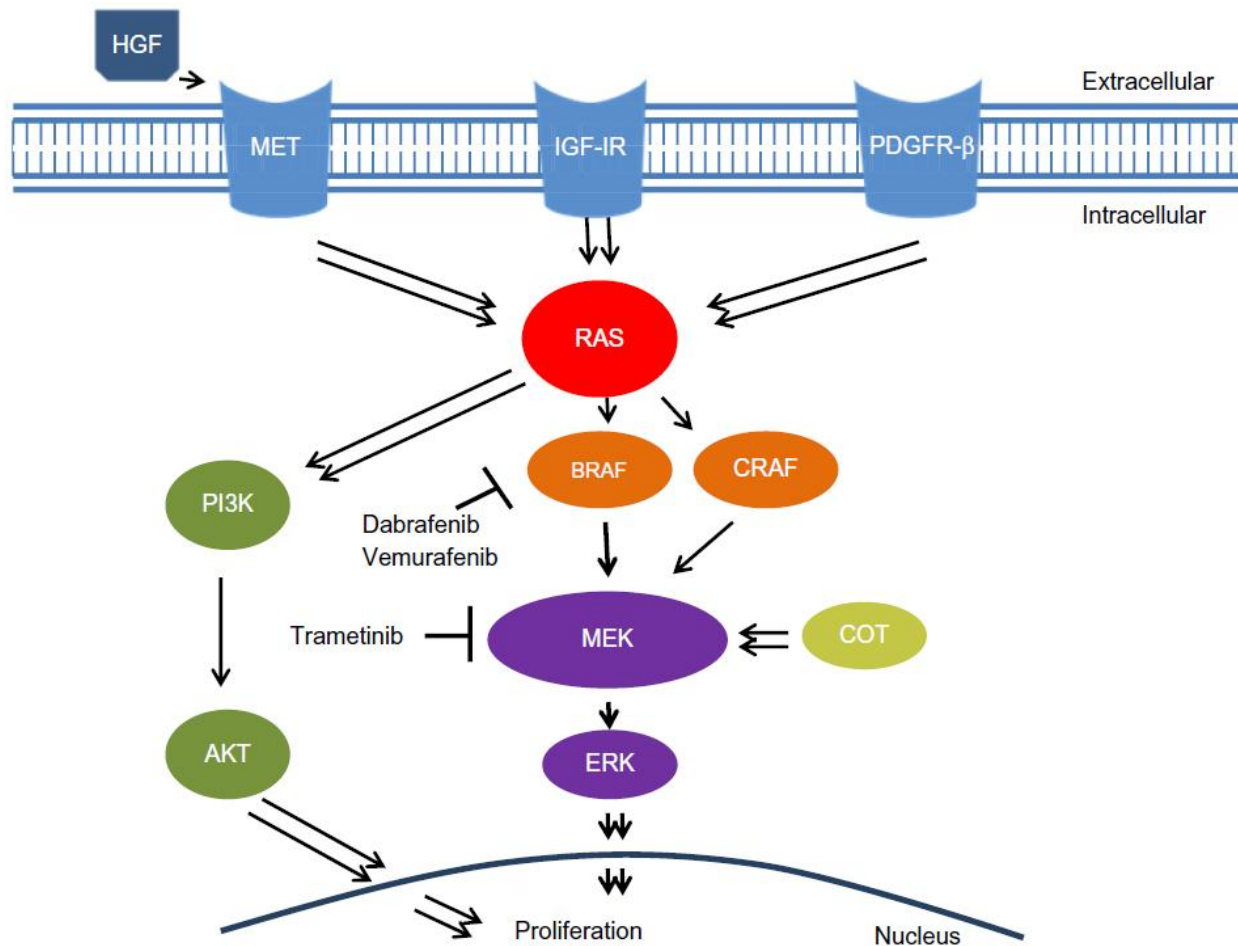 HGF
Extracellular
MET
IGF-IR
PDGFR-β
Intracellular
RAS
BRAF
CRAF
PI3K
Dabrafenib
Vemurafenib
Trametinib
MEK
COT
AKT
ERK
Proliferation
Nucleus